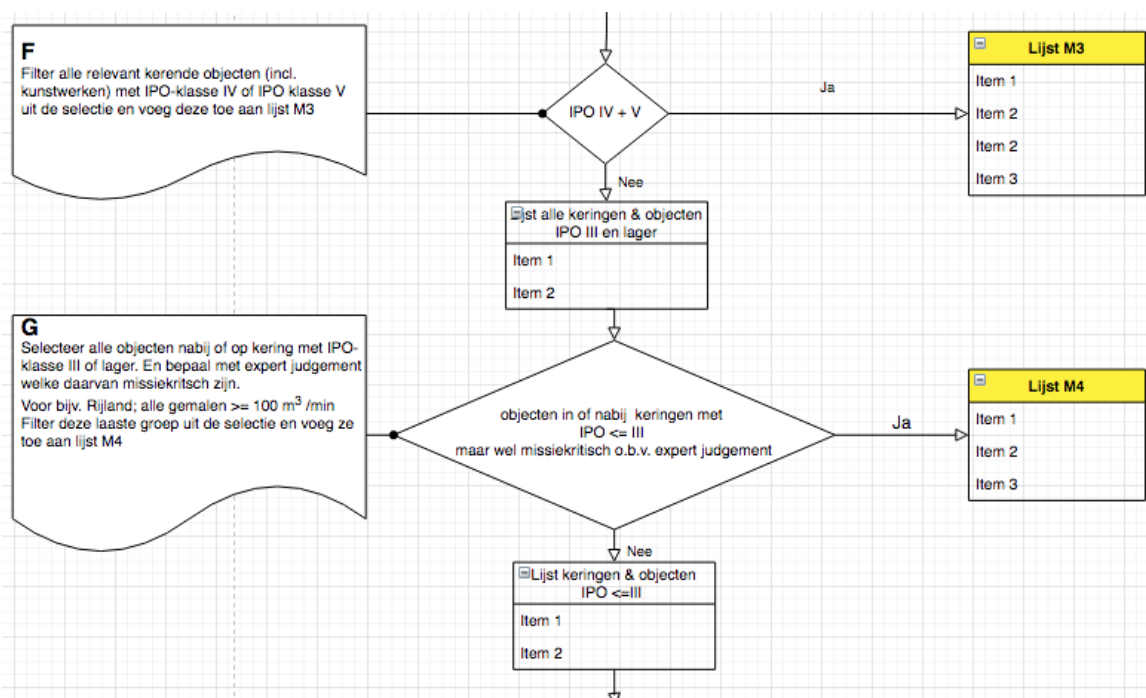 F
Filter alle relevant kerende objecten (incl.
kunstwerken) met IPO-klasse IV of IPO klasse V
uit de selectie en voeg deze toe aan lijst M3
IPO IV + V
Ja
Lijst M3
Item 1
Item 2
Item 2
Item 3
Nee
jst alle keringen & objecten
IPO III en lager
Item 1
Item 2
G
Selecteer alle objecten nabij of op kering met IPO-
klasse III of lager. En bepaal met expert judgement
welke daarvan missiekritsch zijn.
Voor bijv. Rijland; alle gemalen >= 100 m³ /min
Filter deze laaste groep uit de selectie en voeg ze
toe aan lijst M4
objecten in of nabij keringen met
IPO <= III
maar wel missiekritisch o.b.v. expert judgement
Ja
Lijst M4
Item 1
Item 2
Item 3
Nee
Lijst keringen & objecten
IPO <=III
Item 1
Item 2